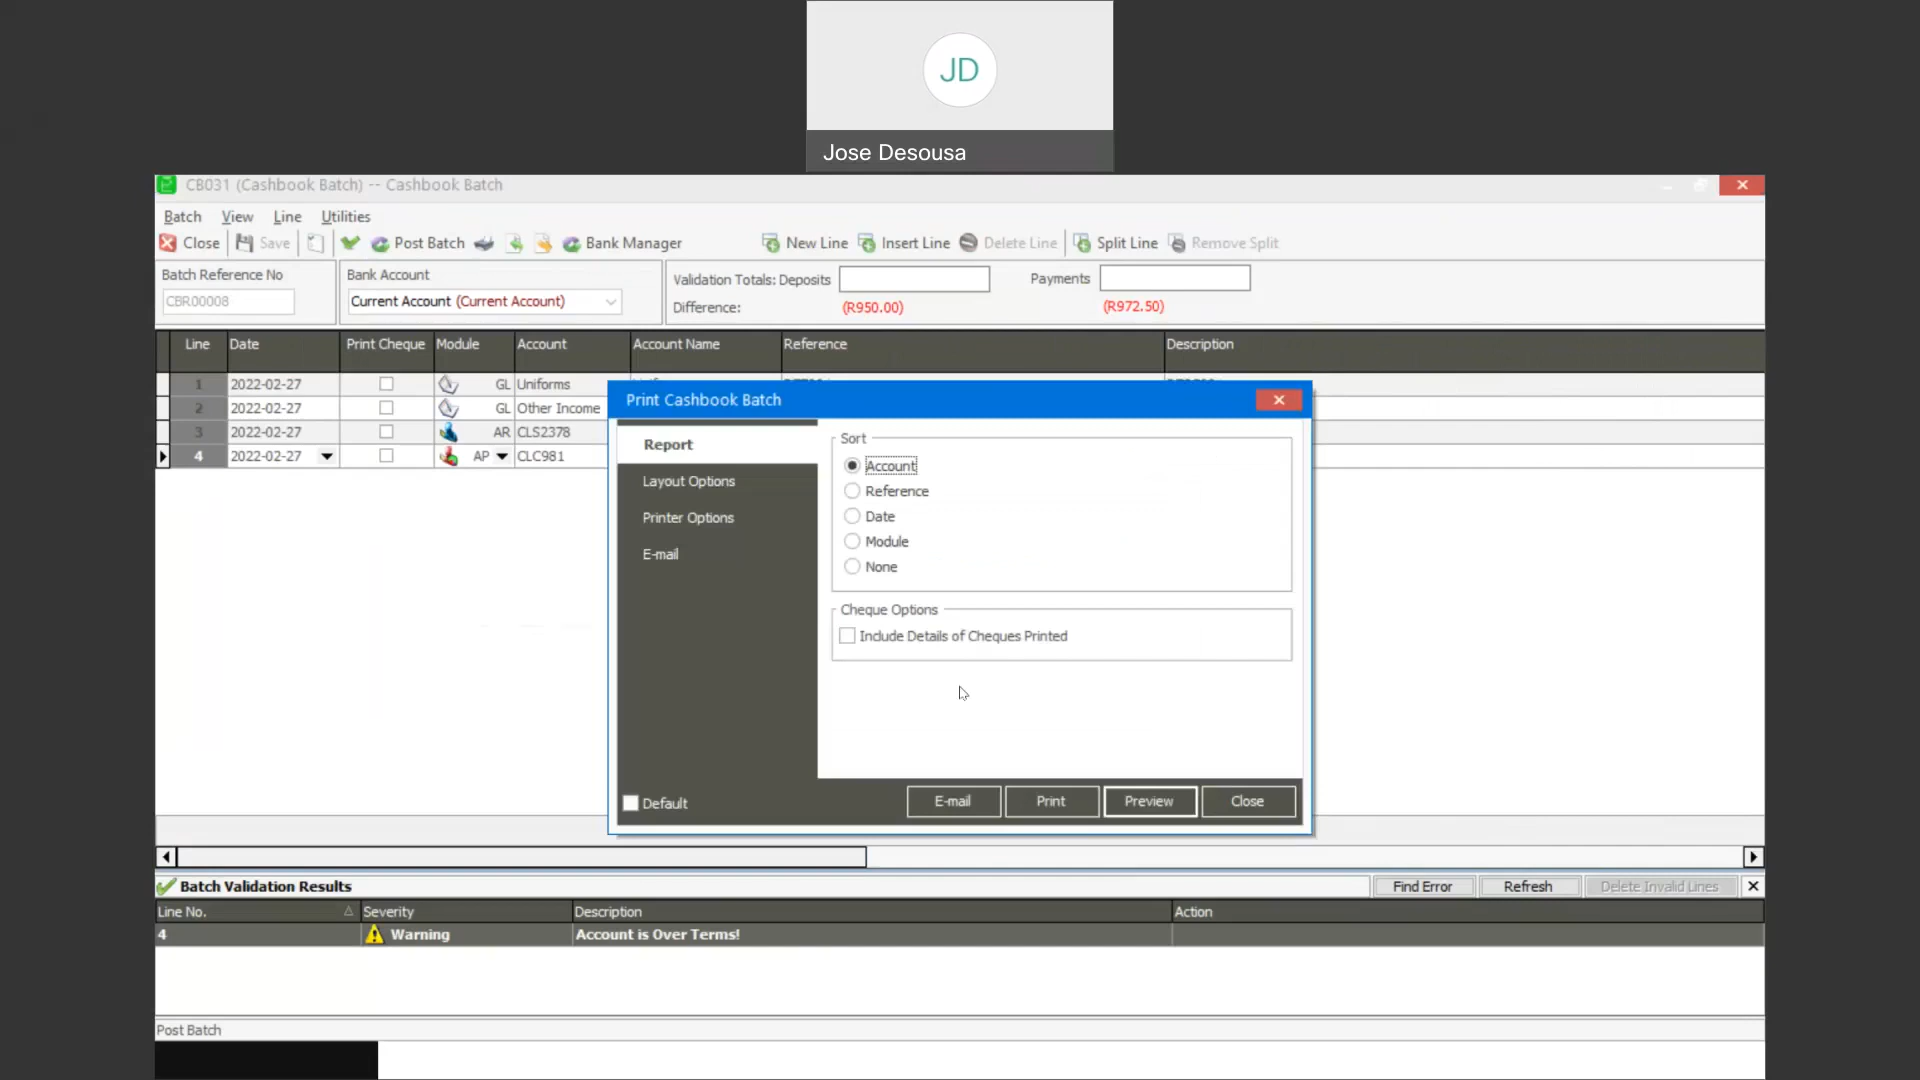 JD
Jose Desousa
CB031 (Cashbook Batch) -- Cashbook Batch
Batch View Line Utilities
Close Save Post Batch Bank Manager New Line Insert Line Delete Line Split Line Remove Split
Batch Reference No Bank Account Validation Totals: Deposits Payments
CBR00008 Current Account (Current Account) Difference: (R950.00) (R972.50)
Line Date Print Cheque Module Account Account Name Reference Description
1 2022-02-27 GL Uniforms
2 2022-02-27 GL Other Income
3 2022-02-27 AR CLS2378
4 2022-02-27 AP CLC981
Print Cashbook Batch
Report
Layout Options
Printer Options
E-mail
Sort
Account
Reference
Date
Module
None
Cheque Options
Include Details of Cheques Printed
Default E-mail Print Preview Close
Batch Validation Results Find Error Refresh Delete Invalid Lines
Line No. Severity Description Action
4 Warning Account is Over Terms!
Post Batch